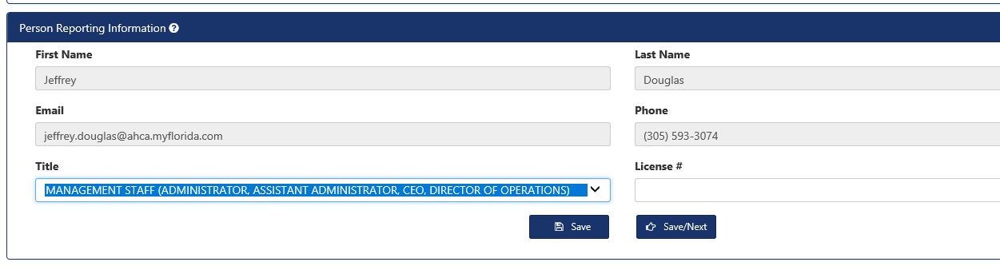 Person Reporting Information
First Name
Last Name
Jeffrey
Douglas
Email
Phone
jeffrey.douglas@ahca.myflorida.com
(305) 593-3074
Title
License #
MANAGEMENT STAFF (ADMINISTRATOR, ASSISTANT ADMINISTRATOR, CEO, DIRECTOR OF OPERATIONS)
Save
Save/Next